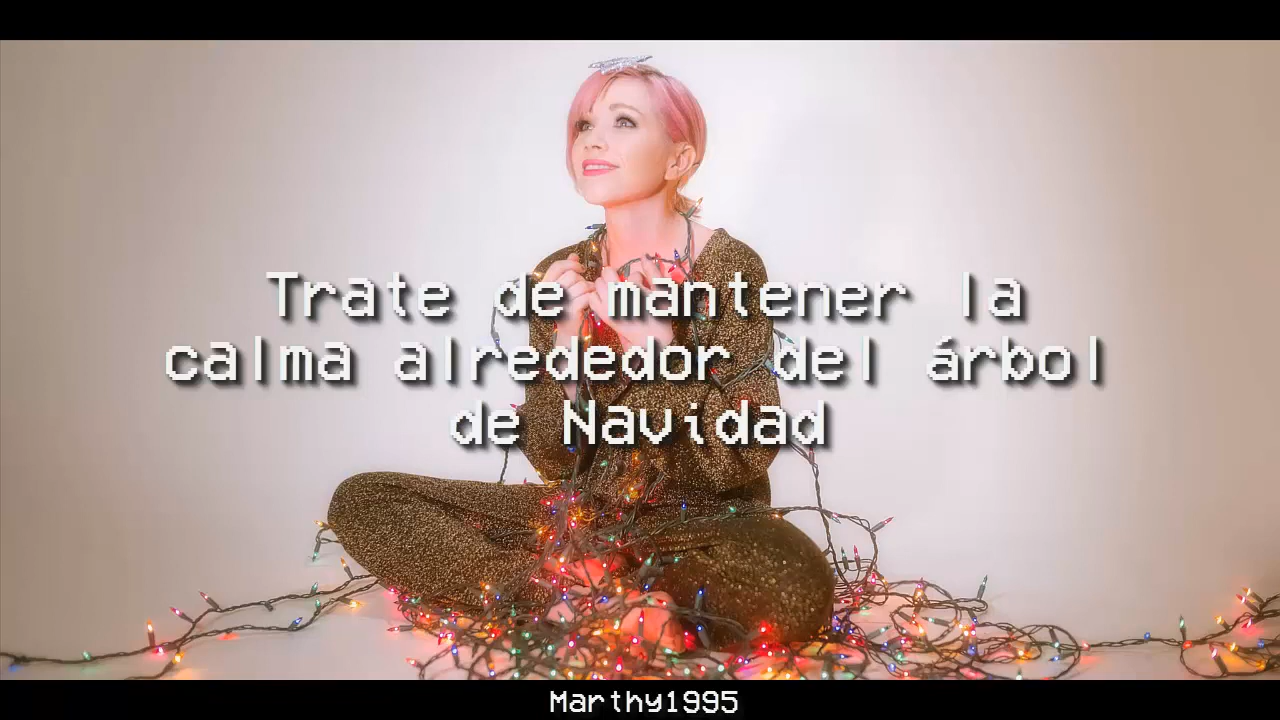 Trate de mantener la
calma alrededor del árbol
de Navidad
Marthy1995